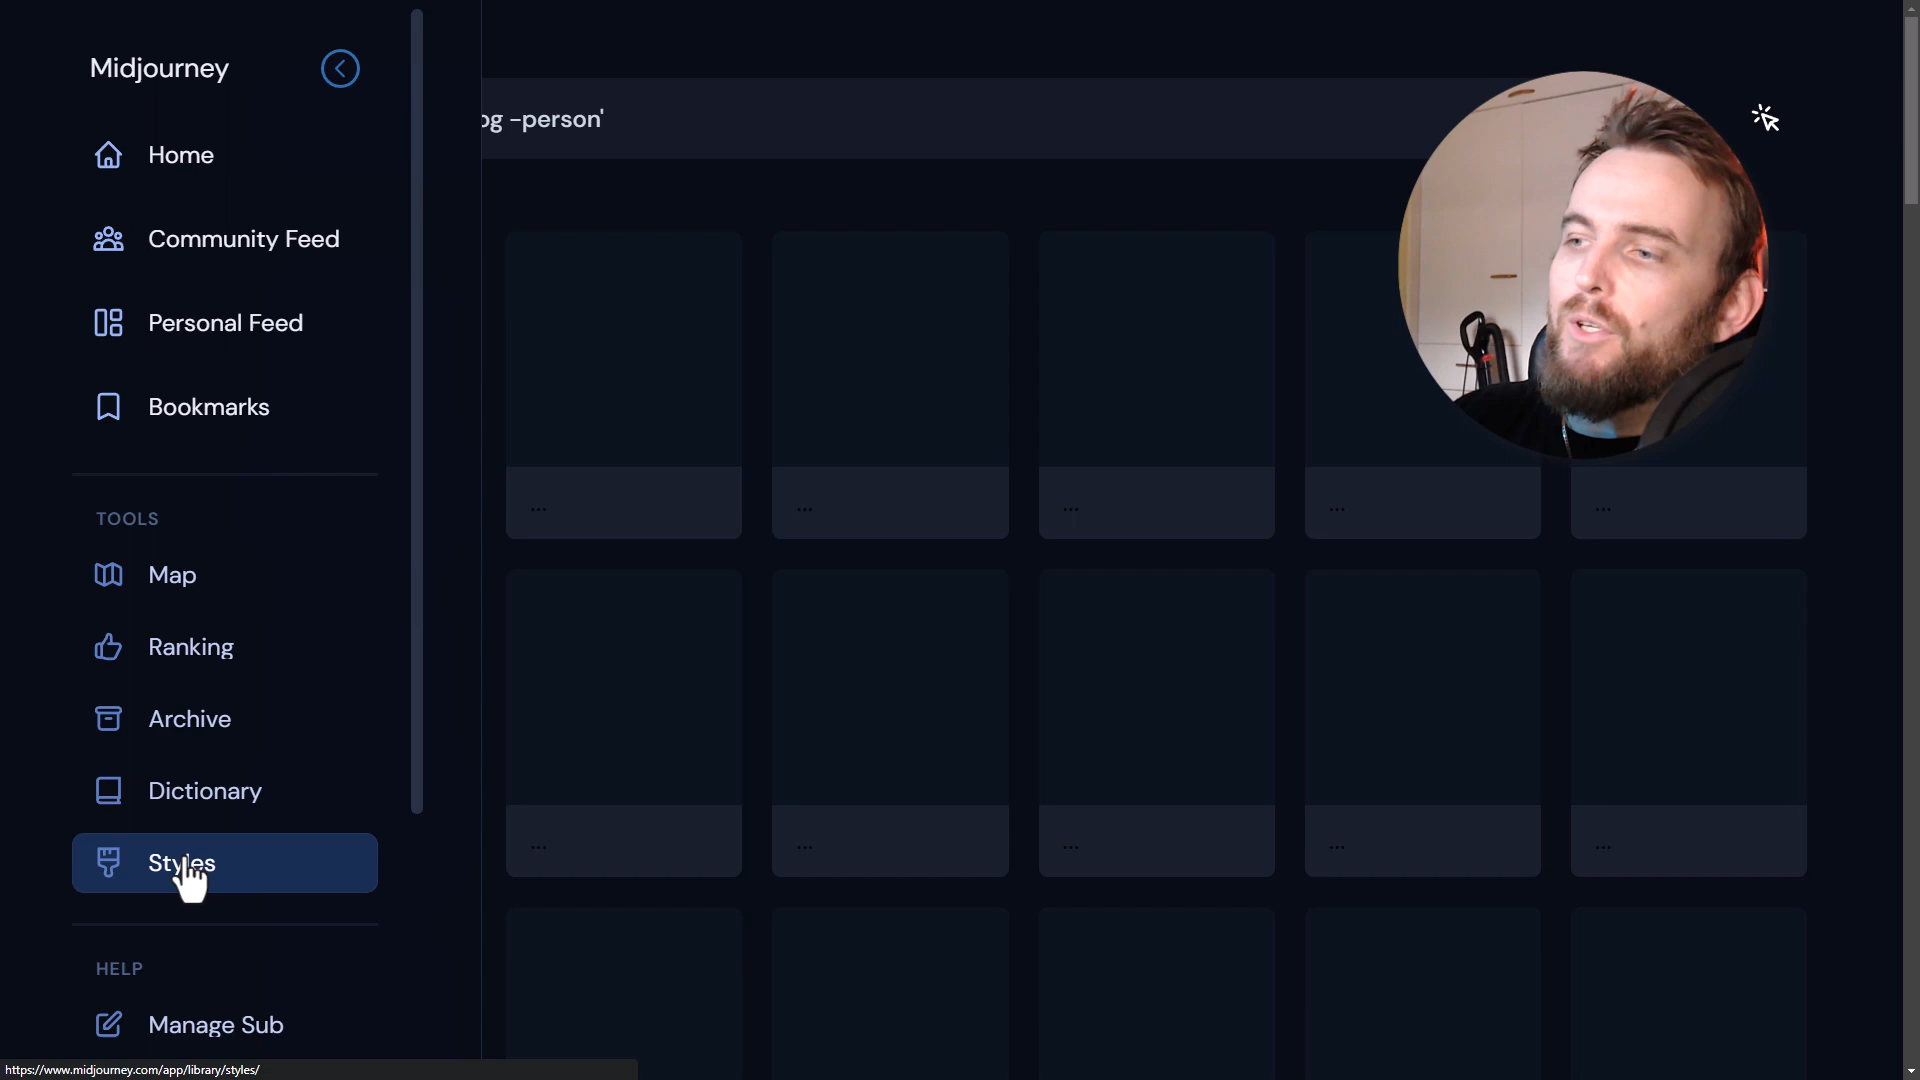 Midjourney
Home
Community Feed
Personal Feed
Bookmarks
TOOLS
Map
Ranking
Archive
Dictionary
Styles
HELP
Manage Sub
https://www.midjourney.com/app/library/styles/
og -person'
... ... ... ... ...
... ... ... ... ...